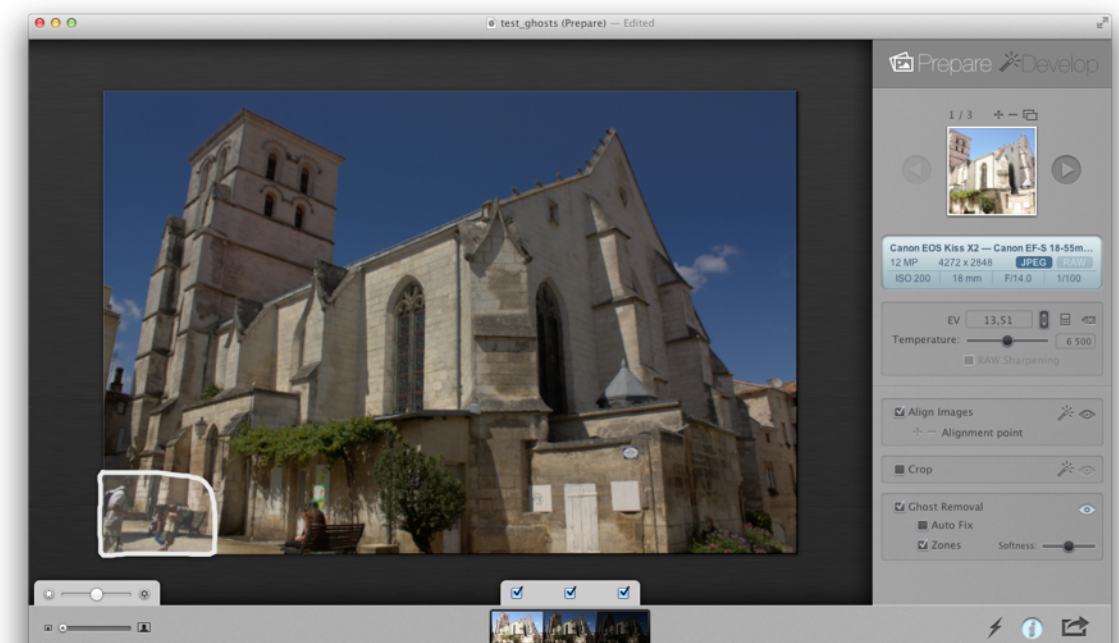 test_ghosts (Prepare) — Edited
Prepare Develop
1 / 3
Canon EOS Kiss X2 — Canon EF-S 18-55m...
12 MP 4272 x 2848 JPEG RAW
ISO 200 18 mm F/14.0 1/100
EV 13,51
Temperature: 6 500
RAW Sharpening
Align Images
Alignment point
Crop
Ghost Removal
Auto Fix
Zones Softness: